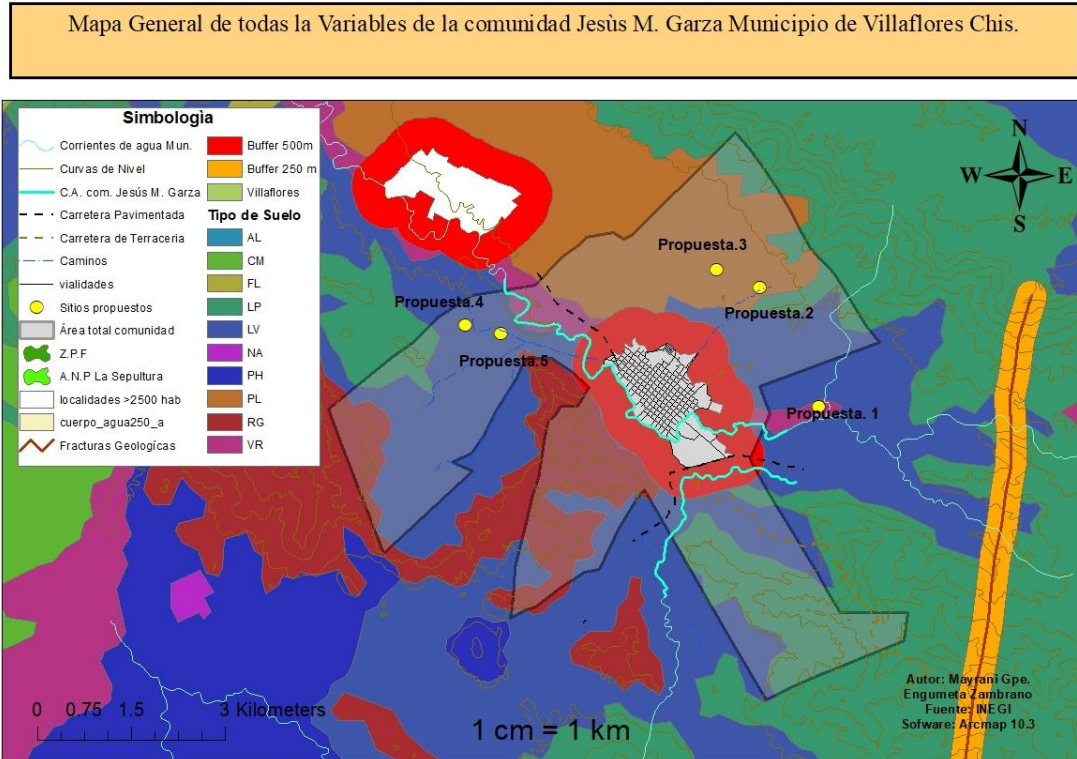 Mapa General de todas la Variables de la comunidad Jesùs M. Garza Municipio de Villaflores Chis.
Simbologìa
Corrientes de agua Mun.
Curvas de Nivel
C.A. com. Jesús M. Garza
Carretera Pavimentada
Carretera de Terraceria
Caminos
vialidades
Sitios propuestos
Área total comunidad
Z.P.F
A.N.P La Sepultura
localidades >2500 hab
cuerpo_agua250_a
Fracturas Geologícas
Buffer 500m
Buffer 250 m
Villaflores
Tipo de Suelo
AL
CM
FL
LP
LV
NA
PH
PL
RG
VR
N
W E
S
Propuesta.3
Propuesta.4
Propuesta.2
Propuesta.5
Propuesta. 1
0 0.75 1.5 3 Kilometers
1 cm = 1 km
Autor: Mayrani Gpe.
Engumeta Zambrano
Fuente: INEGI
Sofware: Arcmap 10.3